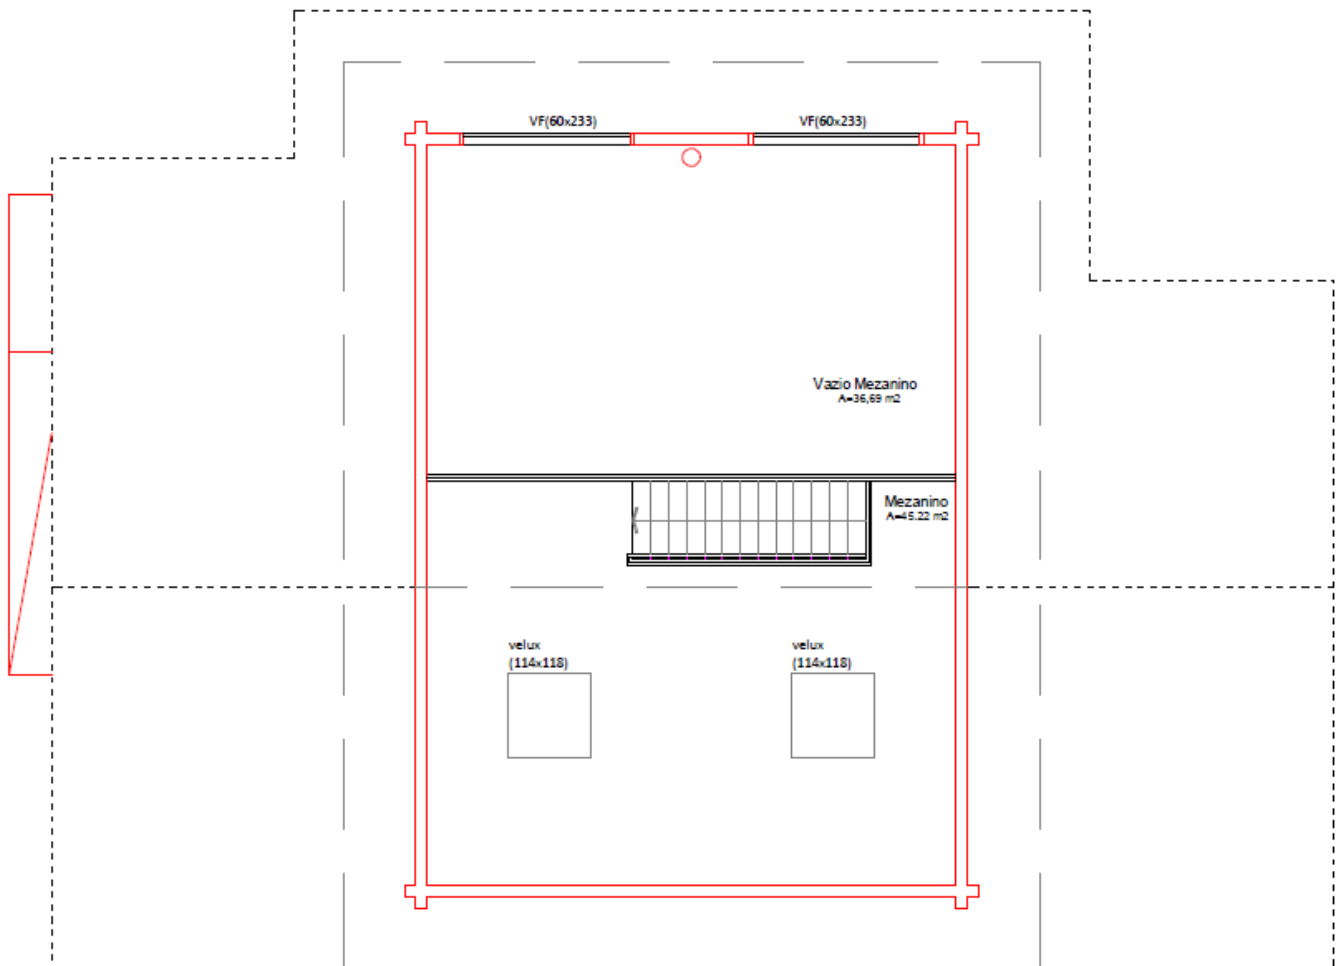 VF(60x233)
VF(60x233)
Vazio Mezanino
A=36,69 m2
Mezanino
A=45.22 m2
velux
(114x118)
velux
(114x118)